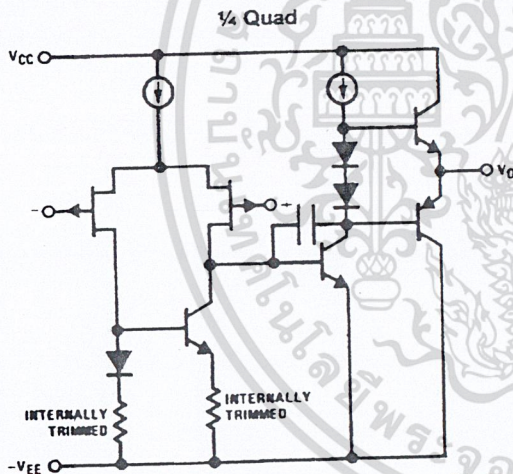 ¼ Quad
VCC
-
+
VO
INTERNALLY
TRIMMED
INTERNALLY
TRIMMED
-VEE